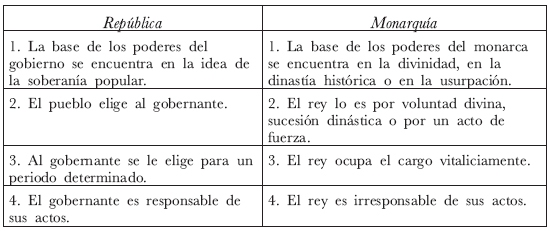 República
Monarquía
1. La base de los poderes del
gobierno se encuentra en la idea de
la soberanía popular.
1. La base de los poderes del monarca
se encuentra en la divinidad, en la
dinastía histórica o en la usurpación.
2. El pueblo elige al gobernante.
2. El rey lo es por voluntad divina,
sucesión dinástica o por un acto de
fuerza.
3. Al gobernante se le elige para un
periodo determinado.
3. El rey ocupa el cargo vitaliciamente.
4. El gobernante es responsable de
sus actos.
4. El rey es irresponsable de sus actos.